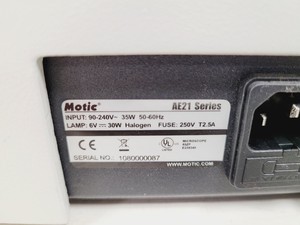 Motic® AE21 Series
INPUT: 90-240V~ 35W 50-60Hz
LAMP: 6V ⎓ 30W Halogen FUSE: 250V T2.5A
CE
SERIAL NO.: 1080000087
WWW.MOTIC.COM